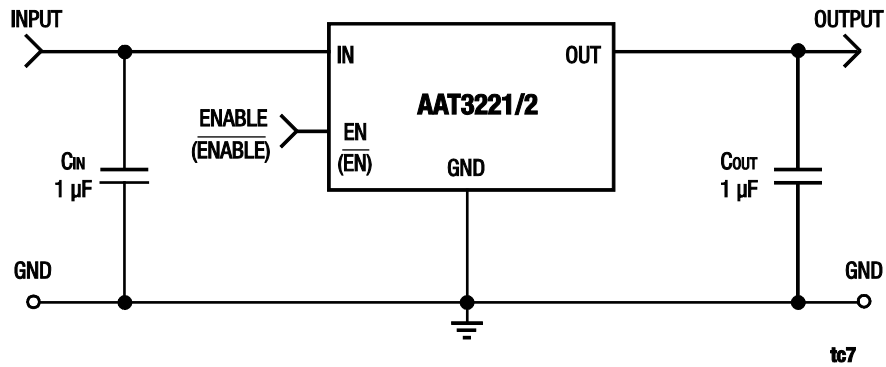 INPUT
OUTPUT
IN
OUT
AAT3221/2
ENABLE
(ENABLE)
EN
(EN)
GND
CIN
1 µF
COUT
1 µF
GND
GND
tc7